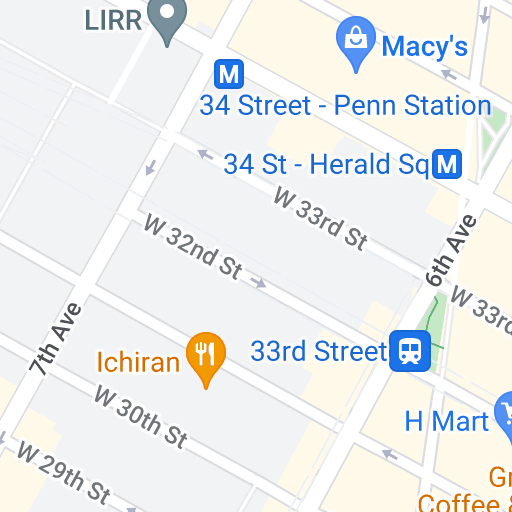 LIRR
Macy's
M
34 Street - Penn Station
34 St - Herald Sq M
W 33rd St
6th Ave
W 32nd St
W 33rd
7th Ave
33rd Street
Ichiran
H Mart
W 30th St
W 29th St
Gr
Coffee &